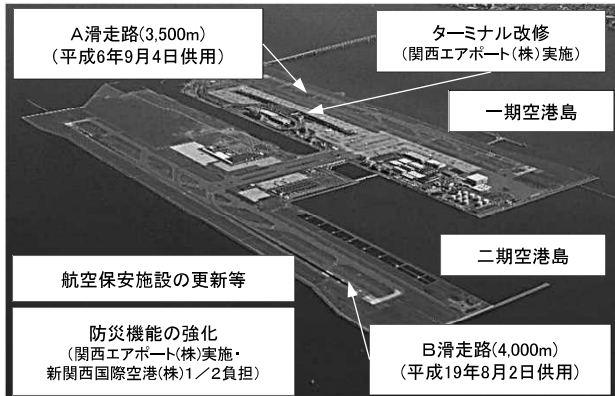 A滑走路(3,500m)
(平成6年9月4日供用)
ターミナル改修
(関西エアポート(株)実施)
一期空港島
二期空港島
航空保安施設の更新等
防災機能の強化
(関西エアポート(株)実施・
新関西国際空港(株)1/2負担)
B滑走路(4,000m)
(平成19年8月2日供用)